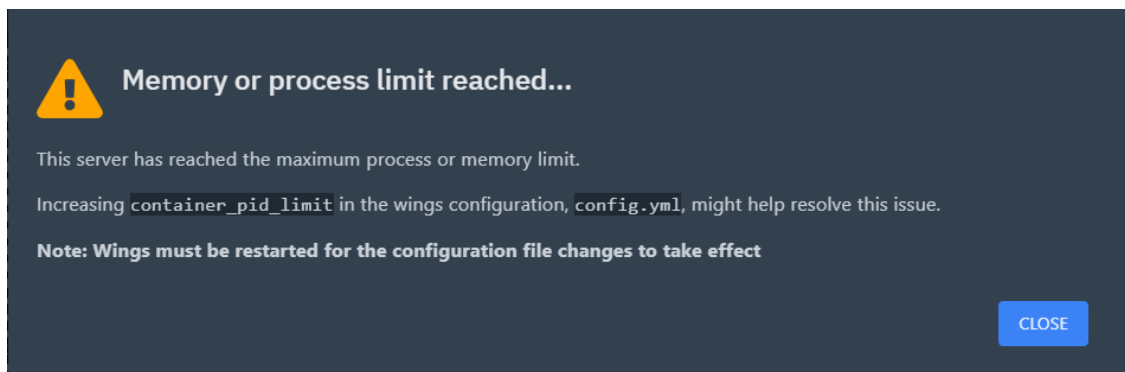 Memory or process limit reached...
This server has reached the maximum process or memory limit.
Increasing container_pid_limit in the wings configuration, config.yml, might help resolve this issue.
Note: Wings must be restarted for the configuration file changes to take effect
CLOSE